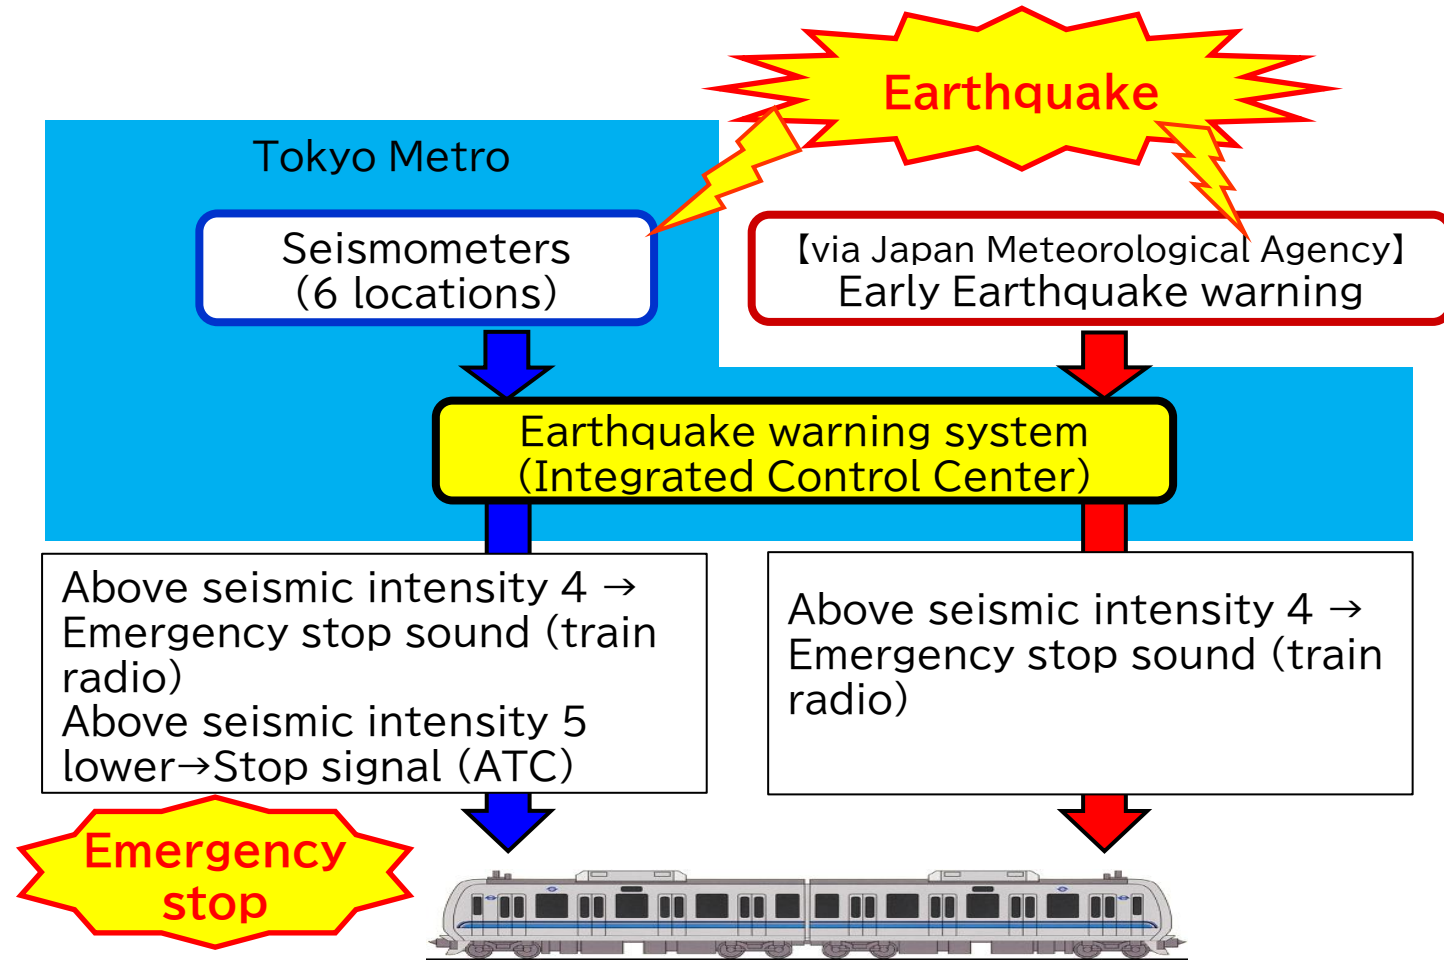 Earthquake
Tokyo Metro
Seismometers
(6 locations)
【via Japan Meteorological Agency】
Early Earthquake warning
Earthquake warning system
(Integrated Control Center)
Above seismic intensity 4 →
Emergency stop sound (train
radio)
Above seismic intensity 5
lower→Stop signal (ATC)
Above seismic intensity 4 →
Emergency stop sound (train
radio)
Emergency
stop